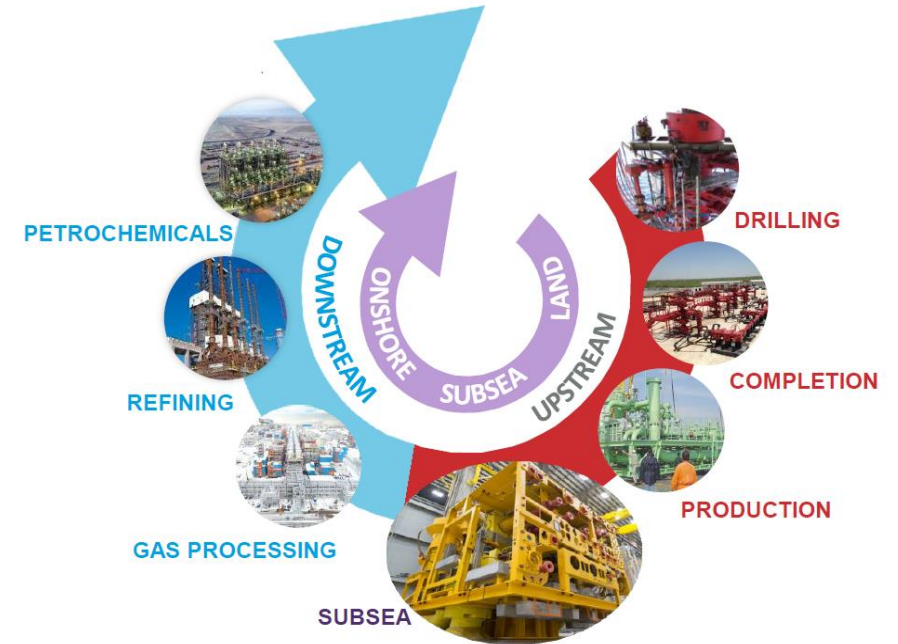 DRILLING
COMPLETION
PRODUCTION
SUBSEA
GAS PROCESSING
REFINING
PETROCHEMICALS
UPSTREAM
DOWNSTREAM
LAND
SUBSEA
ONSHORE